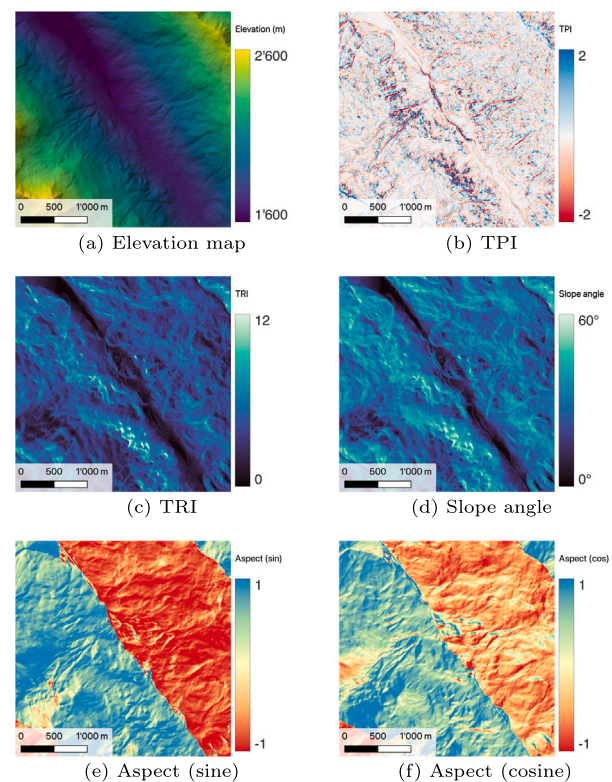 Elevation (m)
2'600
1'600
0 500 1'000 m
(a) Elevation map
TPI
2
-2
0 500 1'000 m
(b) TPI
TRI
12
0
0 500 1'000 m
(c) TRI
Slope angle
60°
0°
0 500 1'000 m
(d) Slope angle
Aspect (sin)
1
-1
0 500 1'000 m
(e) Aspect (sine)
Aspect (cos)
1
-1
0 500 1'000 m
(f) Aspect (cosine)